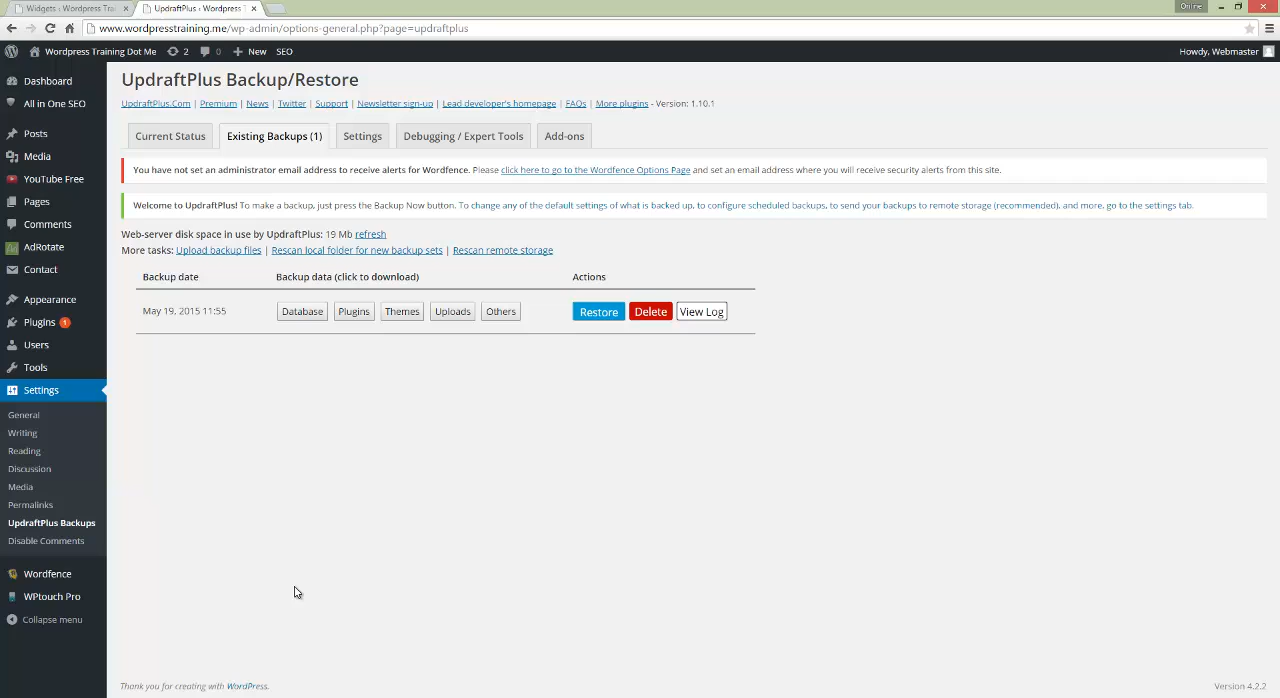 Widgets ‹ Wordpress Trai
UpdraftPlus ‹ Wordpress T
Online
www.wordpresstraining.me/wp-admin/options-general.php?page=updraftplus
Wordpress Training Dot Me 2 0 New SEO Howdy, Webmaster
Dashboard
All in One SEO
Posts
Media
YouTube Free
Pages
Comments
AdRotate
Contact
Appearance
Plugins 1
Users
Tools
Settings
General
Writing
Reading
Discussion
Media
Permalinks
UpdraftPlus Backups
Disable Comments
Wordfence
WPtouch Pro
Collapse menu
UpdraftPlus Backup/Restore
UpdraftPlus.Com | Premium | News | Twitter | Support | Newsletter sign-up | Lead developer's homepage | FAQs | More plugins - Version: 1.10.1
Current Status Existing Backups (1) Settings Debugging / Expert Tools Add-ons
You have not set an administrator email address to receive alerts for Wordfence. Please click here to go to the Wordfence Options Page and set an email address where you will receive security alerts from this site.
Welcome to UpdraftPlus! To make a backup, just press the Backup Now button. To change any of the default settings of what is backed up, to configure scheduled backups, to send your backups to remote storage (recommended), and more, go to the settings tab.
Web-server disk space in use by UpdraftPlus: 19 Mb refresh
More tasks: Upload backup files | Rescan local folder for new backup sets | Rescan remote storage
Backup date Backup data (click to download) Actions
May 19, 2015 11:55 Database Plugins Themes Uploads Others Restore Delete View Log
Thank you for creating with WordPress. Version 4.2.2